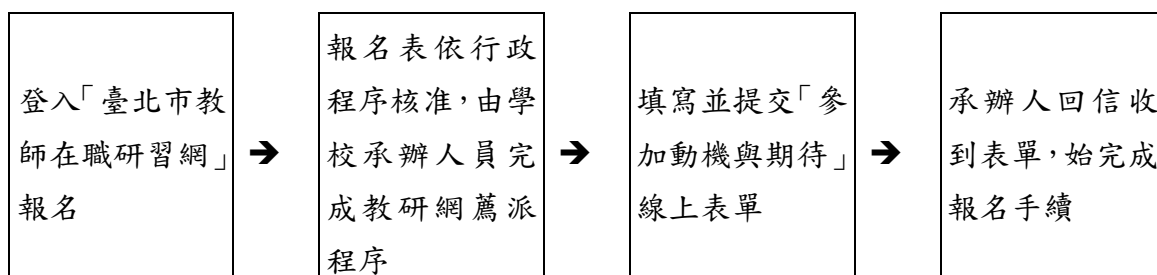 登入「臺北市教
師在職研習網」
報名
➔
報名表依行政
程序核准，由學
校承辦人員完
成教研網薦派
程序
➔
填寫並提交「參
加動機與期待」
線上表單
➔
承辦人回信收
到表單，始完成
報名手續